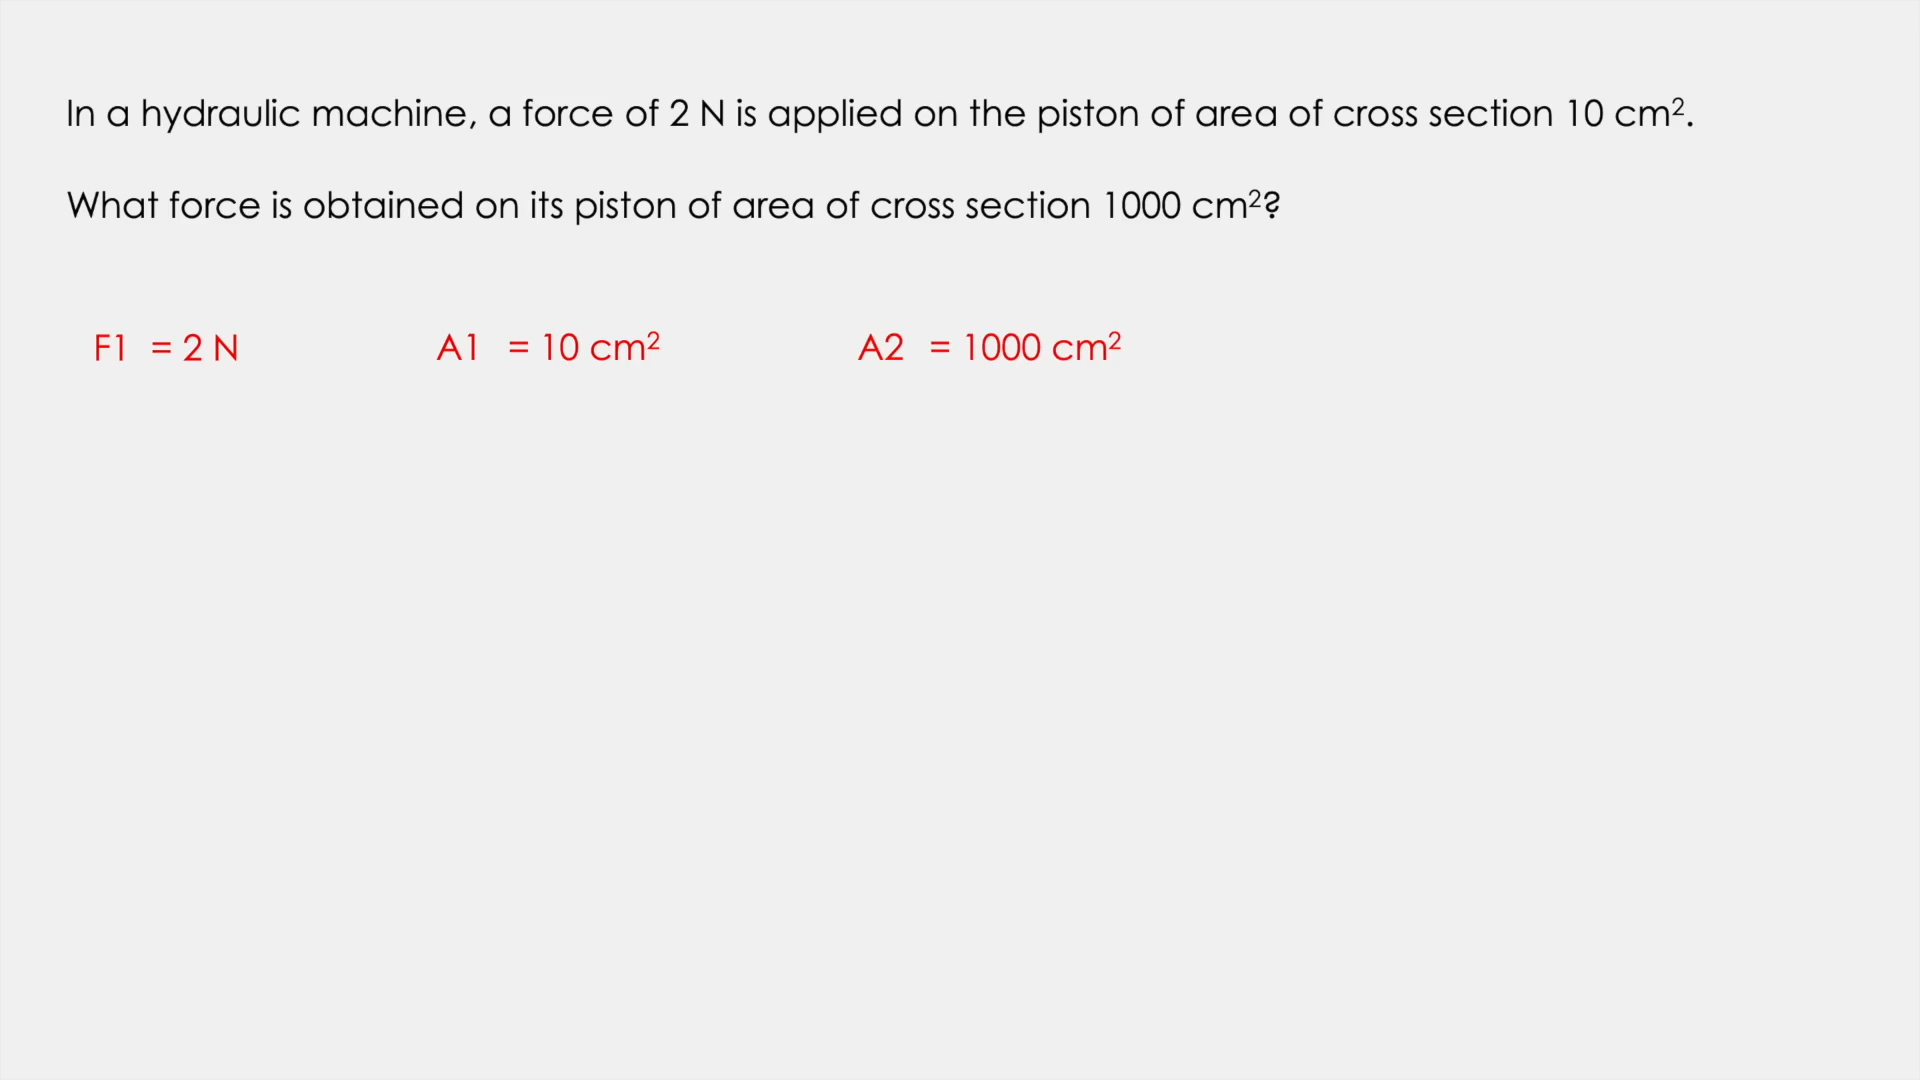 In a hydraulic machine, a force of 2 N is applied on the piston of area of cross section 10 cm².
What force is obtained on its piston of area of cross section 1000 cm²?
F1 = 2 N A1 = 10 cm² A2 = 1000 cm²